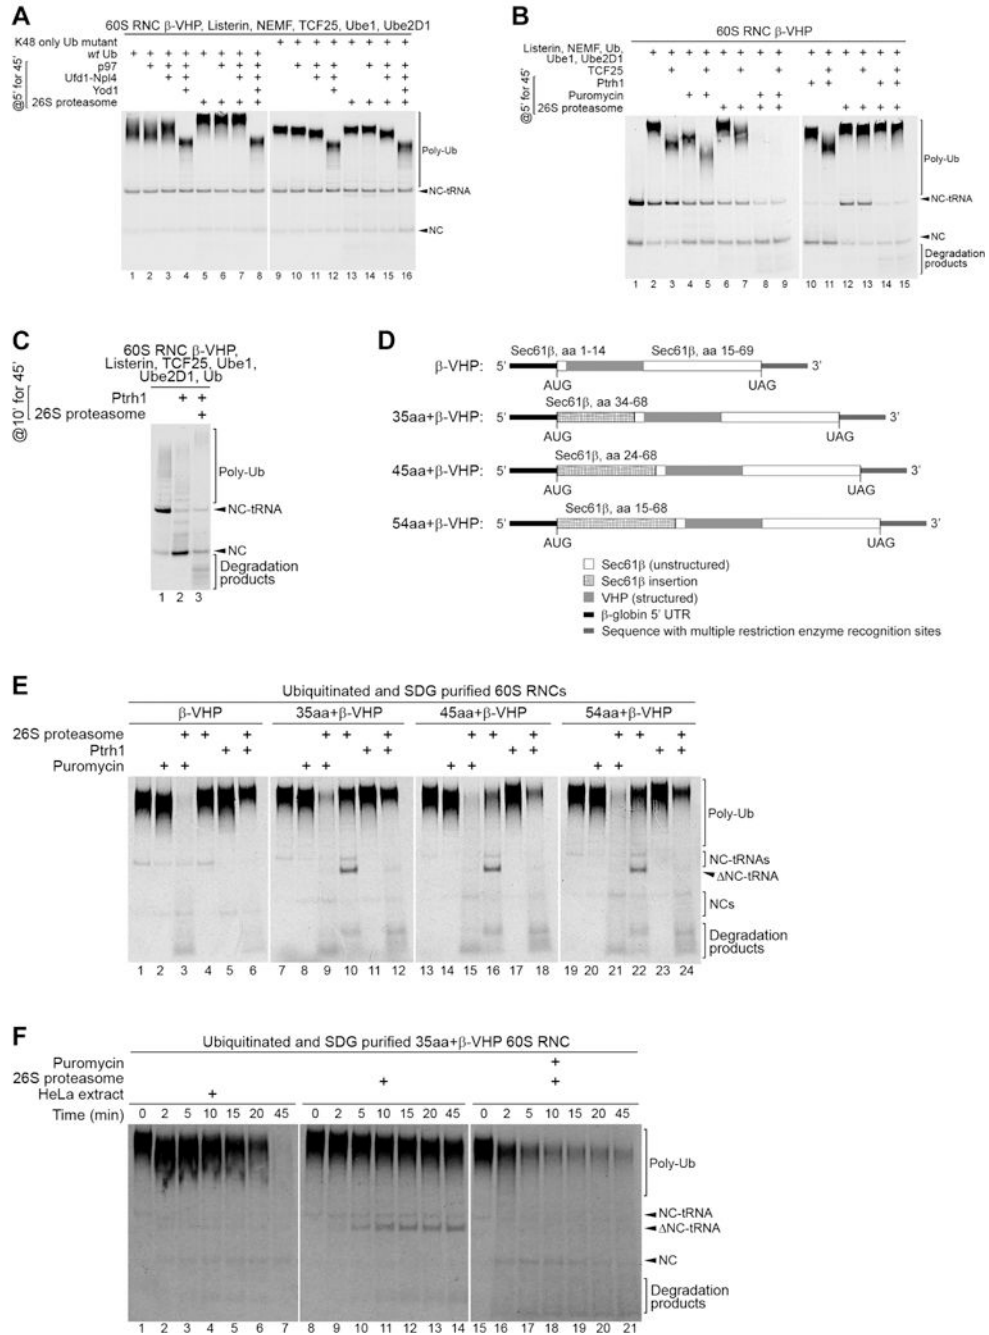 A
60S RNC β-VHP, Listerin, NEMF, TCF25, Ube1, Ube2D1
K48 only Ub mutant + + + + + + + +
wt Ub + + + + + + + +
@5' for 45'
p97 + + + + + + + + + + + +
Ufd1-Npl4 + + + + + + + +
Yod1 + + + +
26S proteasome + + + + + + + +
Poly-Ub
NC-tRNA
NC
1 2 3 4 5 6 7 8 9 10 11 12 13 14 15 16
B
60S RNC β-VHP
Listerin, NEMF, Ub,
Ube1, Ube2D1
@5' for 45'
TCF25
Ptrh1
Puromycin
26S proteasome
Poly-Ub
NC-tRNA
NC
Degradation
products
1 2 3 4 5 6 7 8 9 10 11 12 13 14 15
C
60S RNC β-VHP,
Listerin, TCF25, Ube1,
Ube2D1, Ub
@10' for 45'
Ptrh1 + +
26S proteasome +
Poly-Ub
NC-tRNA
NC
Degradation
products
1 2 3
D
Sec61β, aa 1-14 Sec61β, aa 15-69
β-VHP: 5' 3'
AUG UAG
Sec61β, aa 34-68
35aa+β-VHP: 5' 3'
AUG UAG
Sec61β, aa 24-68
45aa+β-VHP: 5' 3'
AUG UAG
Sec61β, aa 15-68
54aa+β-VHP: 5' 3'
AUG UAG
Sec61β (unstructured)
Sec61β insertion
VHP (structured)
β-globin 5' UTR
Sequence with multiple restriction enzyme recognition sites
E
Ubiquitinated and SDG purified 60S RNCs
β-VHP 35aa+β-VHP 45aa+β-VHP 54aa+β-VHP
26S proteasome + + + + + + + + + + + +
Ptrh1 + + + + + + + +
Puromycin + + + + + + + +
Poly-Ub
NC-tRNAs
ΔNC-tRNA
NCs
Degradation
products
1 2 3 4 5 6 7 8 9 10 11 12 13 14 15 16 17 18 19 20 21 22 23 24
F
Ubiquitinated and SDG purified 35aa+β-VHP 60S RNC
Puromycin +
26S proteasome + +
HeLa extract +
Time (min) 0 2 5 10 15 20 45 0 2 5 10 15 20 45 0 2 5 10 15 20 45
Poly-Ub
NC-tRNA
ΔNC-tRNA
NC
Degradation
products
1 2 3 4 5 6 7 8 9 10 11 12 13 14 15 16 17 18 19 20 21